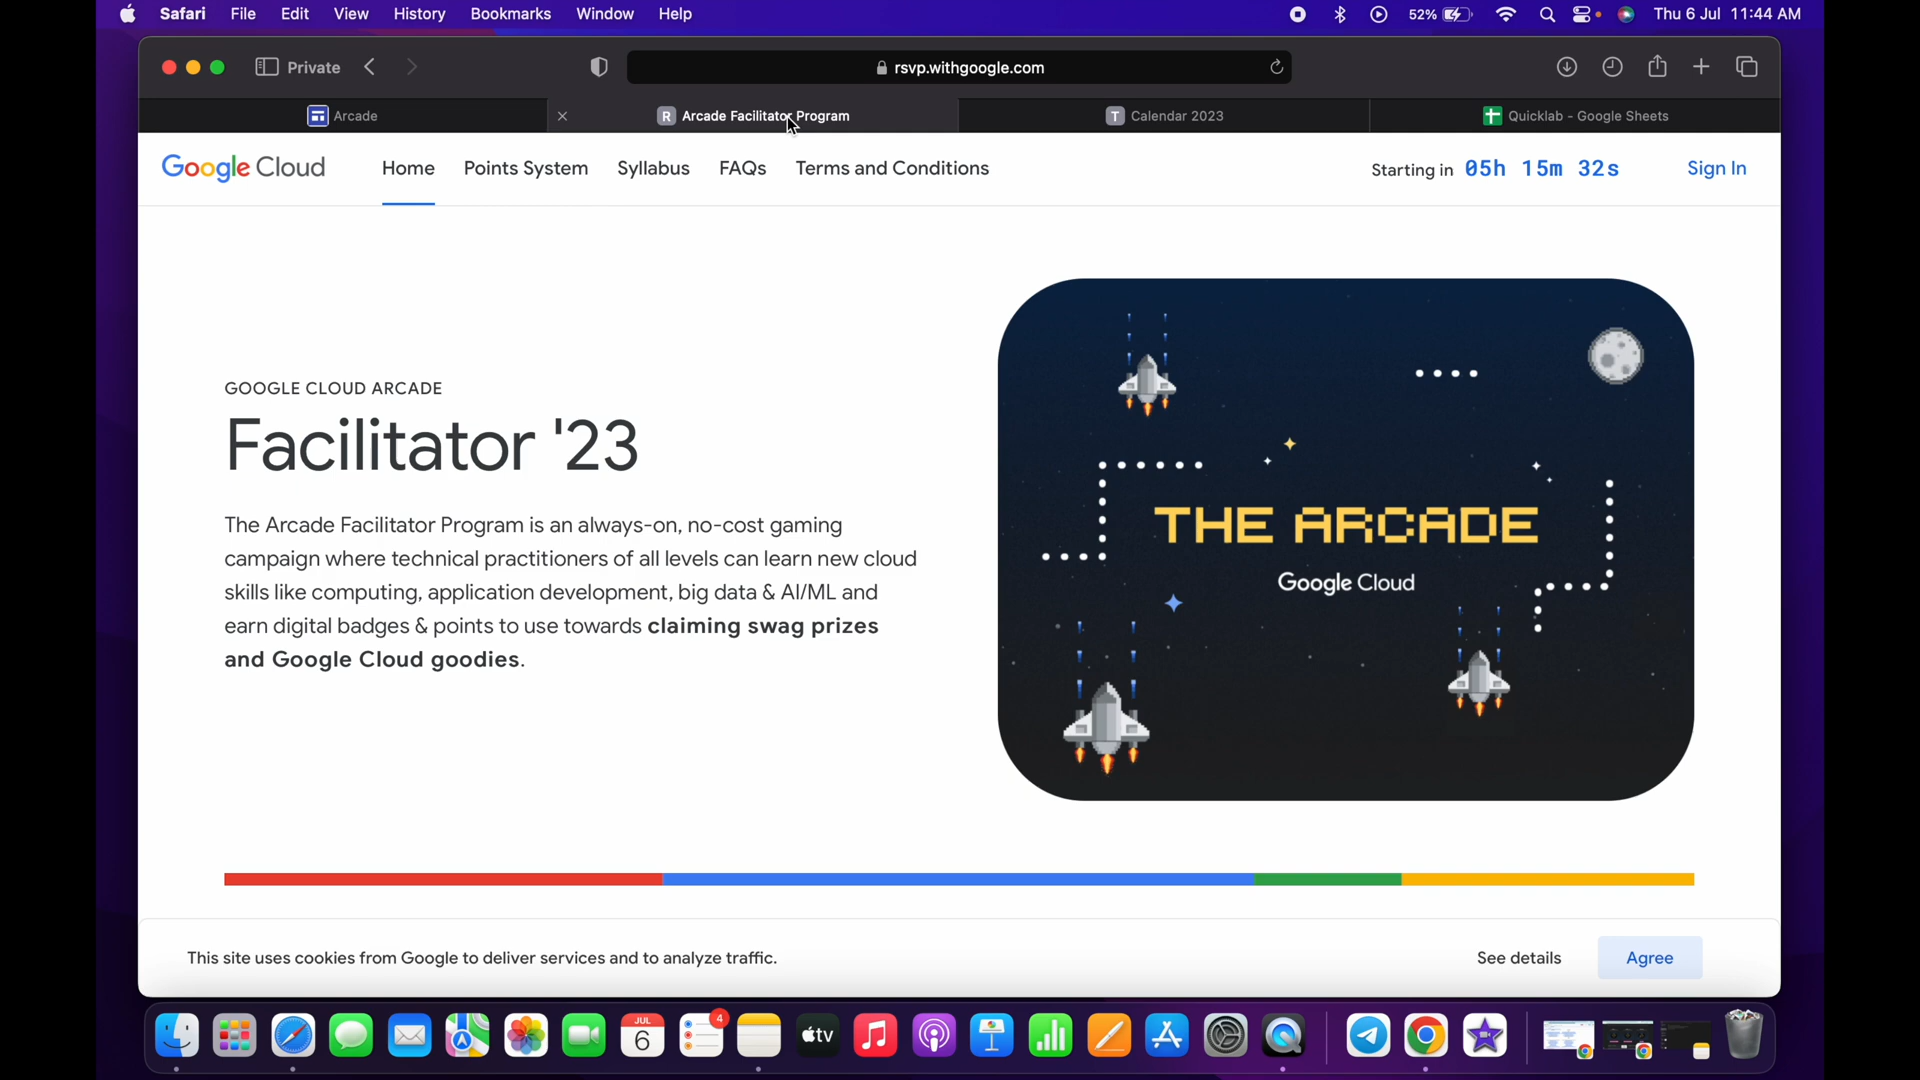 Safari File Edit View History Bookmarks Window Help 52% Thu 6 Jul 11:44 AM
Private rsvp.withgoogle.com
Arcade R Arcade Facilitator Program T Calendar 2023 Quicklab - Google Sheets
Google Cloud Home Points System Syllabus FAQs Terms and Conditions Starting in 05h 15m 32s Sign In
GOOGLE CLOUD ARCADE
Facilitator '23
The Arcade Facilitator Program is an always-on, no-cost gaming
campaign where technical practitioners of all levels can learn new cloud
skills like computing, application development, big data & AI/ML and
earn digital badges & points to use towards claiming swag prizes
and Google Cloud goodies.
THE ARCADE
Google Cloud
This site uses cookies from Google to deliver services and to analyze traffic. See details Agree
JUL
6
4
tv